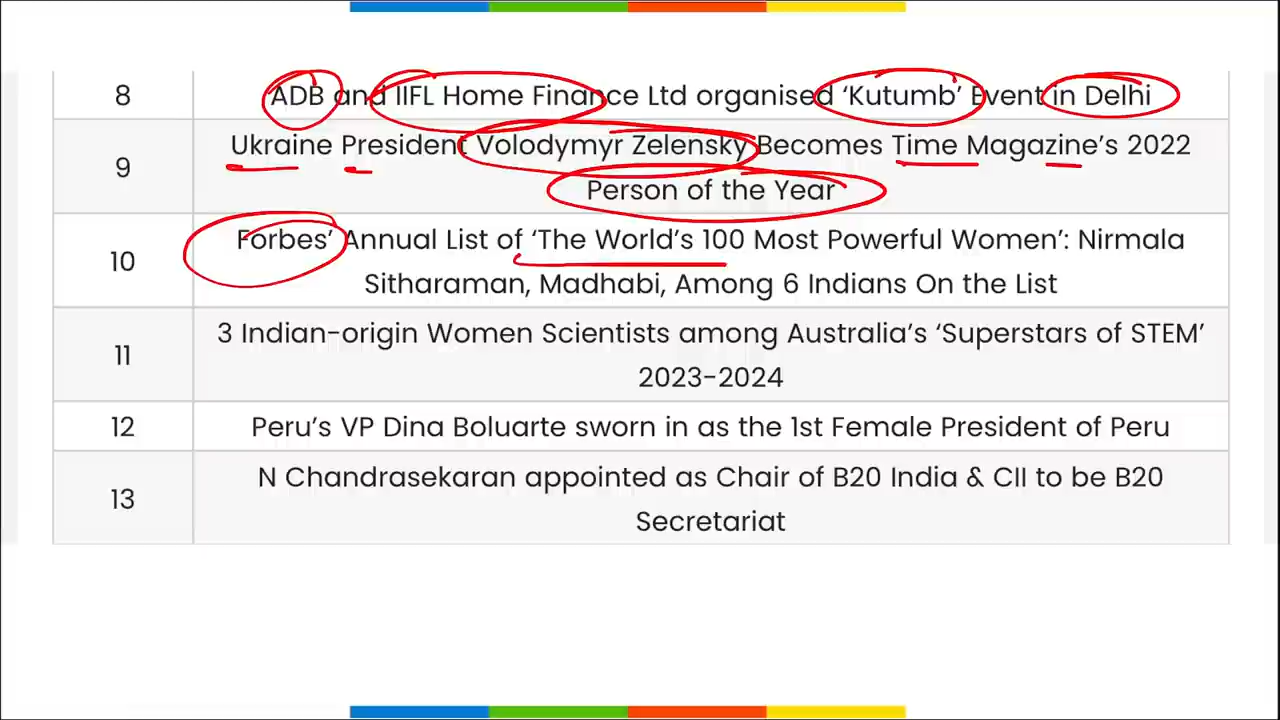 8 ADB and IIFL Home Finance Ltd organised ‘Kutumb’ Event in Delhi
9 Ukraine President Volodymyr Zelensky Becomes Time Magazine’s 2022
Person of the Year
10 Forbes’ Annual List of ‘The World’s 100 Most Powerful Women’: Nirmala
Sitharaman, Madhabi, Among 6 Indians On the List
11 3 Indian-origin Women Scientists among Australia’s ‘Superstars of STEM’
2023-2024
12 Peru’s VP Dina Boluarte sworn in as the 1st Female President of Peru
13 N Chandrasekaran appointed as Chair of B20 India & CII to be B20
Secretariat